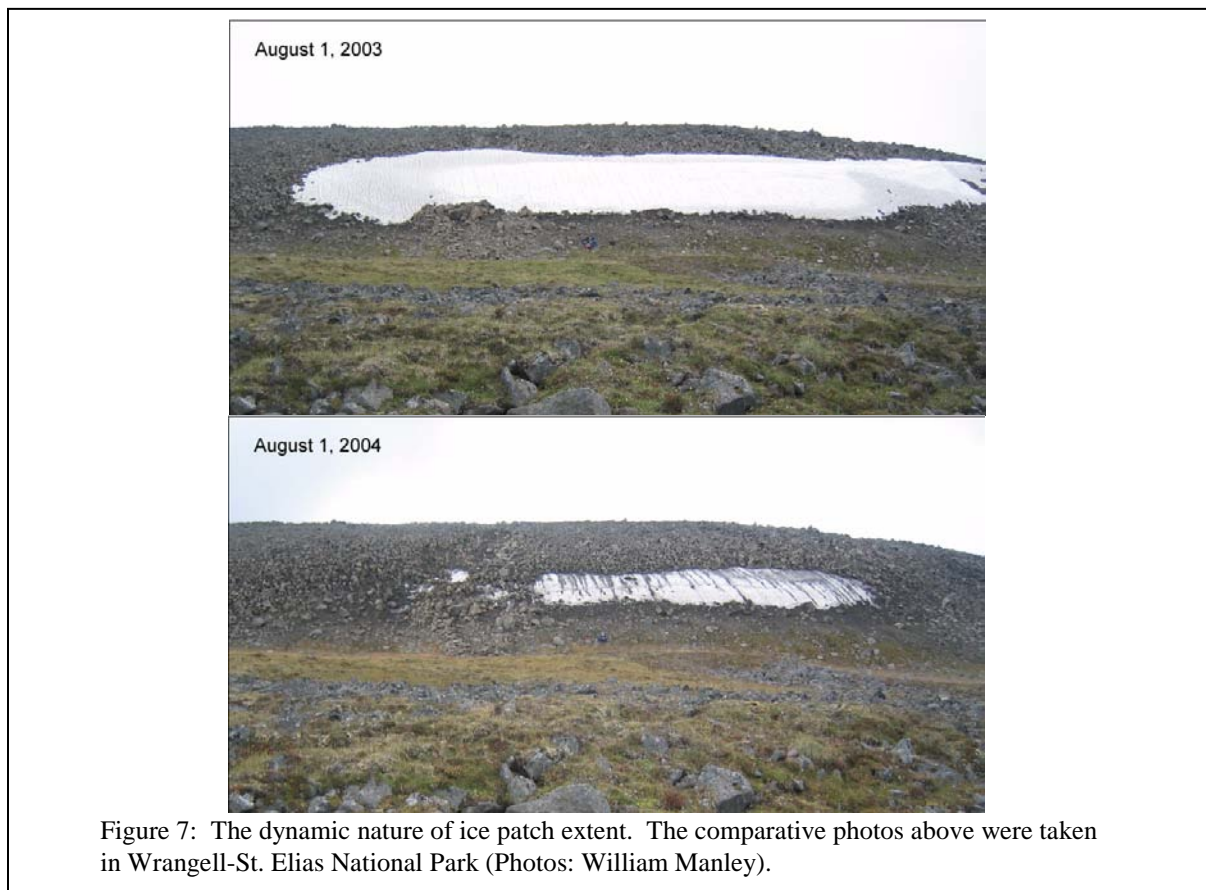 August 1, 2003
August 1, 2004
Figure 7:  The dynamic nature of ice patch extent.  The comparative photos above were taken
in Wrangell-St. Elias National Park (Photos: William Manley).